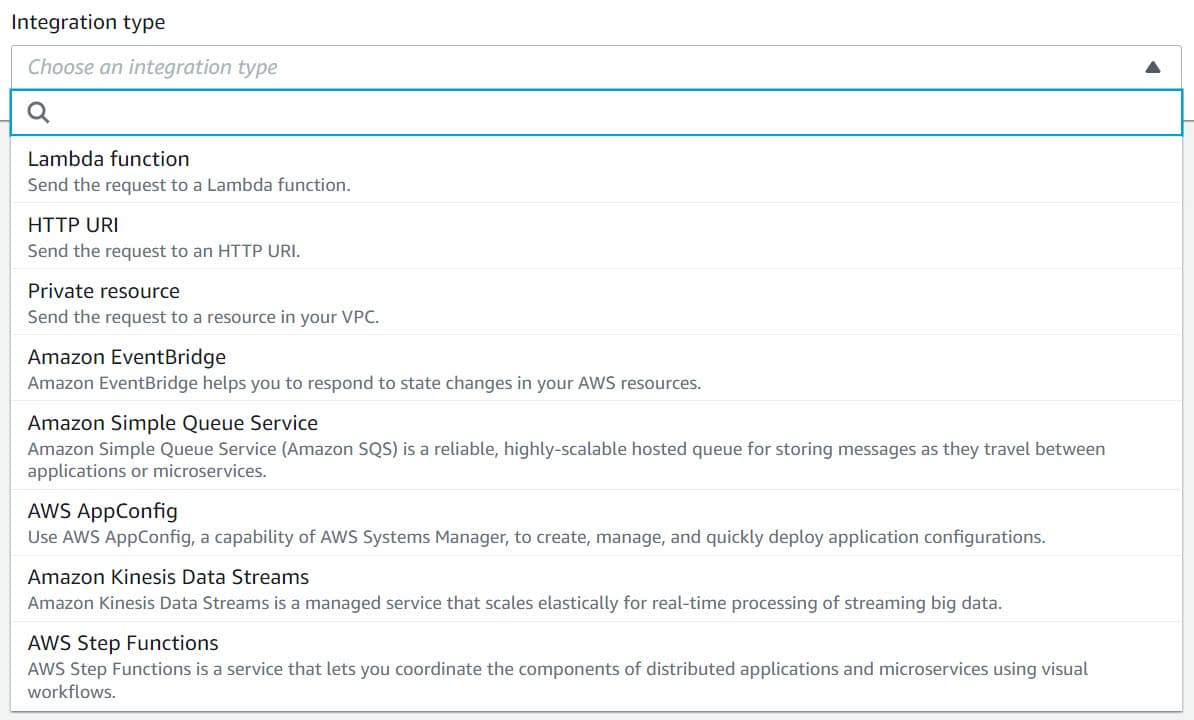 Integration type
Choose an integration type
Lambda function
Send the request to a Lambda function.
HTTP URI
Send the request to an HTTP URI.
Private resource
Send the request to a resource in your VPC.
Amazon EventBridge
Amazon EventBridge helps you to respond to state changes in your AWS resources.
Amazon Simple Queue Service
Amazon Simple Queue Service (Amazon SQS) is a reliable, highly-scalable hosted queue for storing messages as they travel between
applications or microservices.
AWS AppConfig
Use AWS AppConfig, a capability of AWS Systems Manager, to create, manage, and quickly deploy application configurations.
Amazon Kinesis Data Streams
Amazon Kinesis Data Streams is a managed service that scales elastically for real-time processing of streaming big data.
AWS Step Functions
AWS Step Functions is a service that lets you coordinate the components of distributed applications and microservices using visual
workflows.